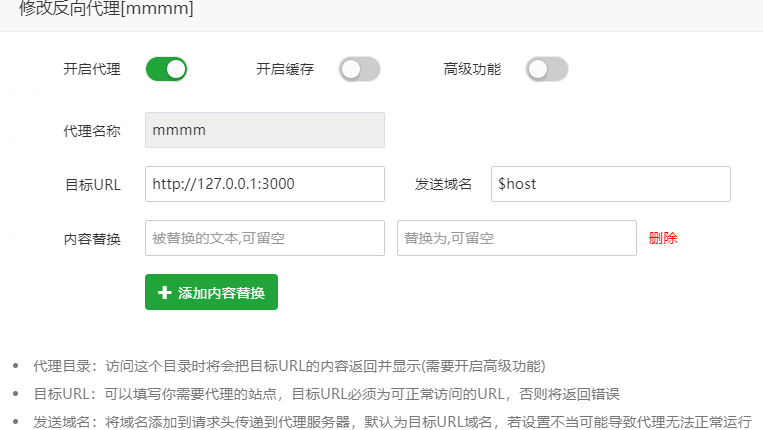 修改反向代理[mmmm]
开启代理 开启缓存 高级功能
代理名称 mmmm
目标URL http://127.0.0.1:3000 发送域名 $host
内容替换 被替换的文本,可留空 替换为,可留空 删除
添加内容替换
代理目录：访问这个目录时将会把目标URL的内容返回并显示(需要开启高级功能)
目标URL：可以填写你需要代理的站点，目标URL必须为可正常访问的URL，否则将返回错误
发送域名：将域名添加到请求头传递到代理服务器，默认为目标URL域名，若设置不当可能导致代理无法正常运行